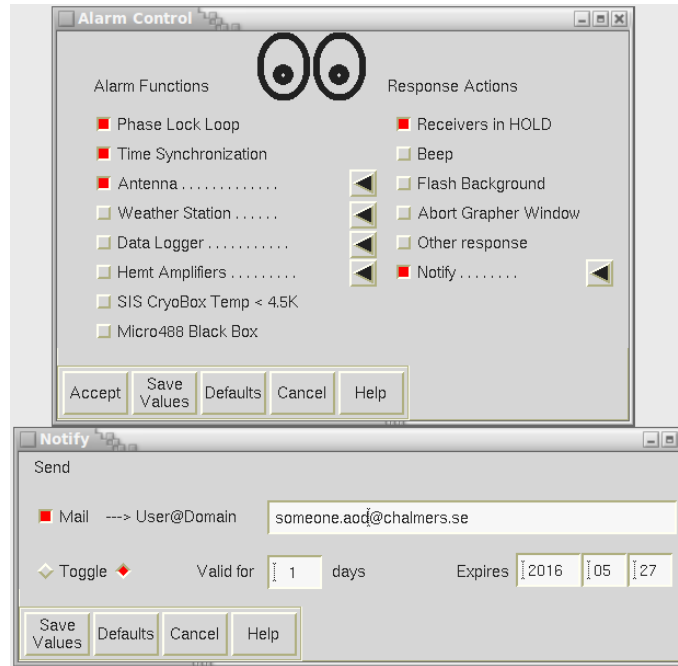 Alarm Control
Alarm Functions
Response Actions
Phase Lock Loop
Receivers in HOLD
Time Synchronization
Beep
Antenna . . . . . . . . . . . . .
Flash Background
Weather Station . . . . . .
Abort Grapher Window
Data Logger . . . . . . . . . . .
Other response
Hemt Amplifiers . . . . . . . . .
Notify . . . . . . . .
SIS CryoBox Temp < 4.5K
Micro488 Black Box
Accept
Save
Values
Defaults
Cancel
Help
Notify
Send
Mail ---> User@Domain someone.aod@chalmers.se
Toggle Valid for 1 days Expires 2016 05 27
Save
Values
Defaults
Cancel
Help